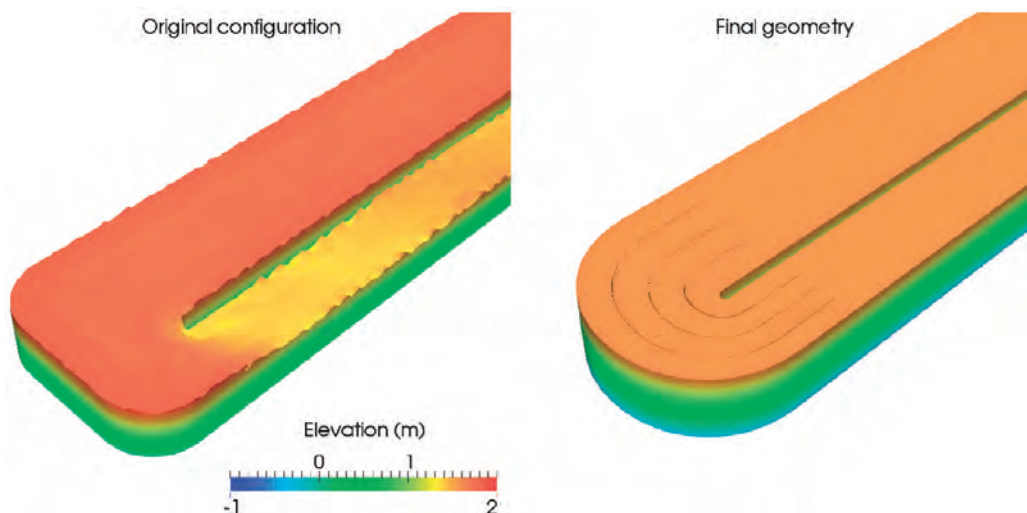 Original configuration
Final geometry
Elevation (m)
0 1
-1 2